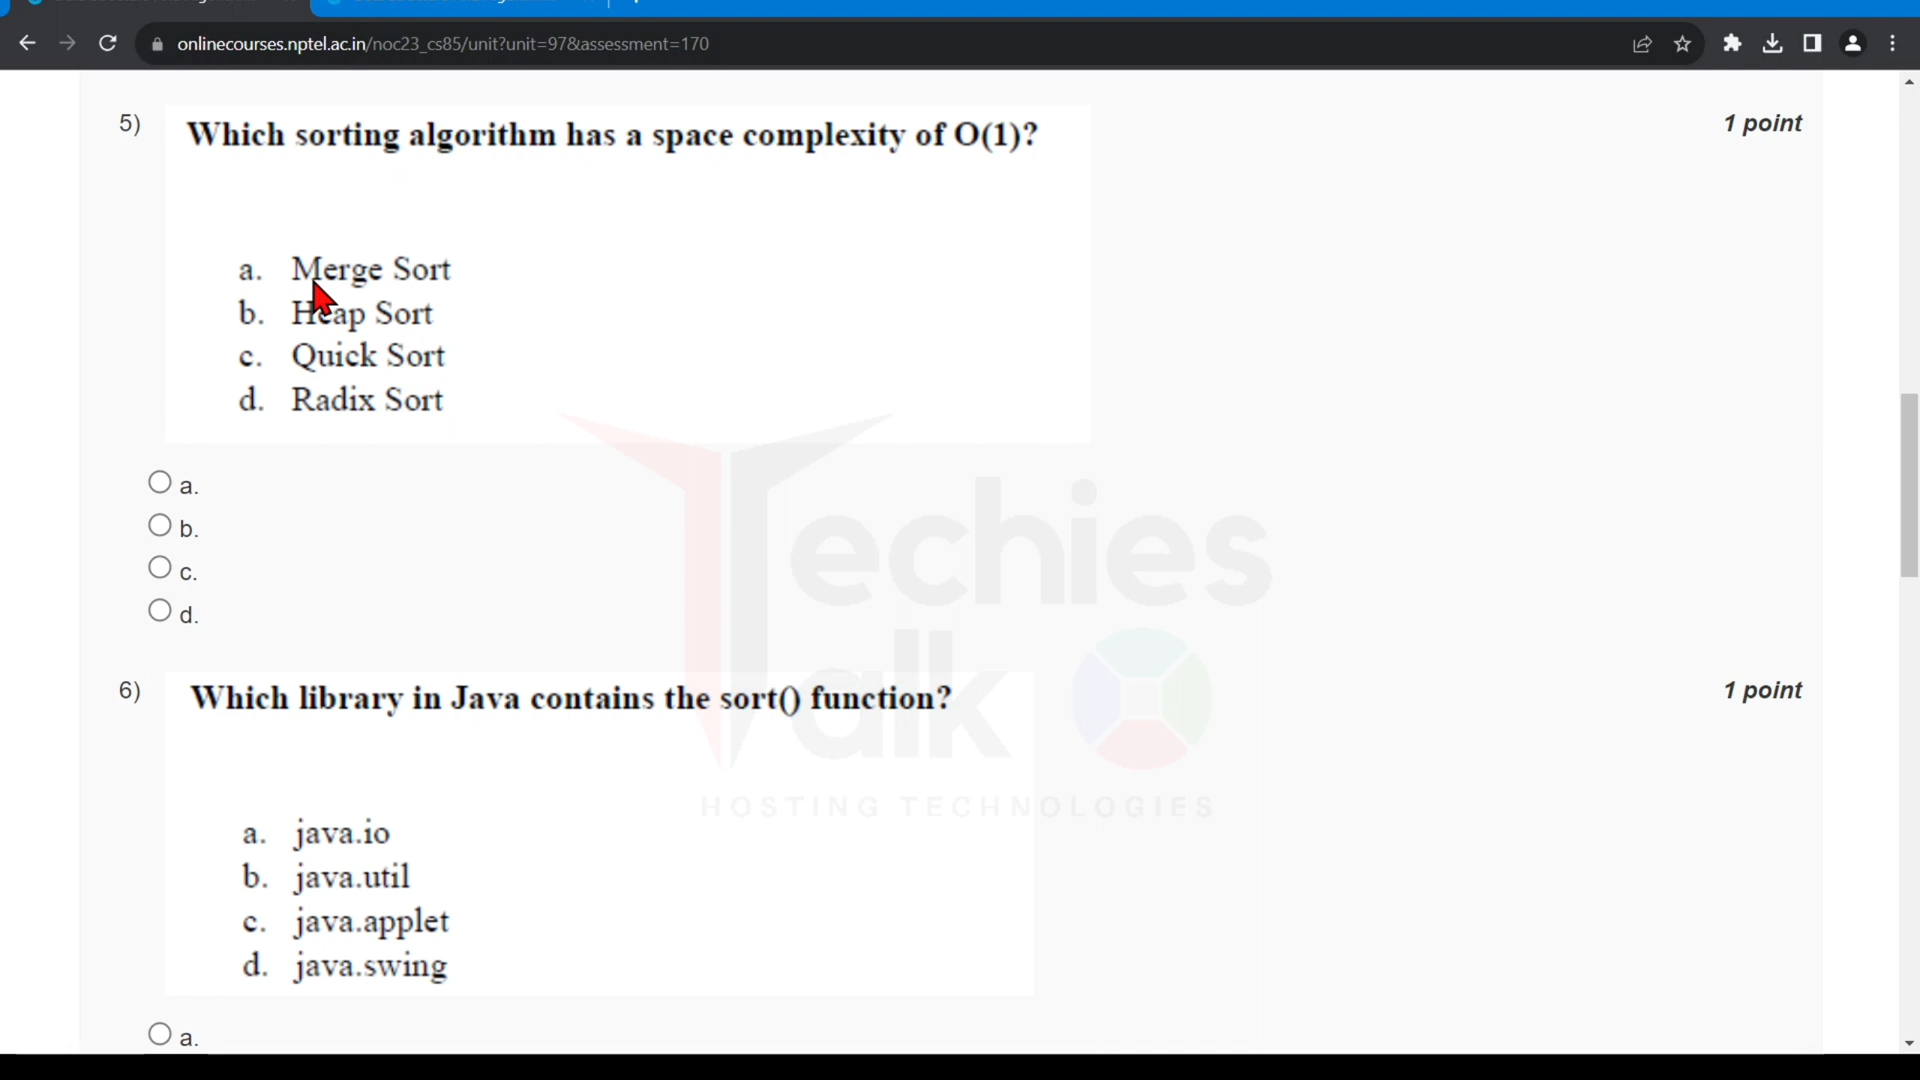 onlinecourses.nptel.ac.in/noc23_cs85/unit?unit=97&assessment=170
5)
Which sorting algorithm has a space complexity of O(1)?
1 point
a. Merge Sort
b. Heap Sort
c. Quick Sort
d. Radix Sort
a.
b.
c.
d.
Techies
Talk
HOSTING TECHNOLOGIES
6)
Which library in Java contains the sort() function?
1 point
a. java.io
b. java.util
c. java.applet
d. java.swing
a.